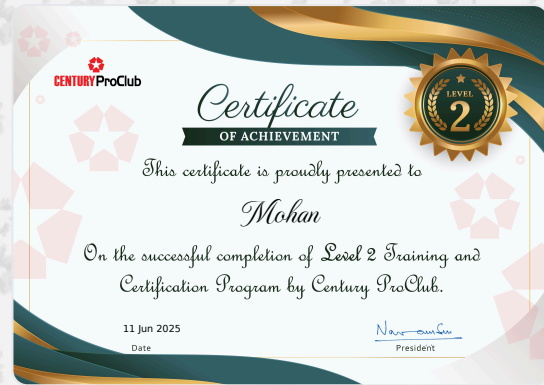 CENTURY ProClub
LEVEL
2
Certificate
OF ACHIEVEMENT
This certificate is proudly presented to
Mohan
On the successful completion of Level 2 Training and
Certification Program by Century ProClub.
11 Jun 2025
Date
President